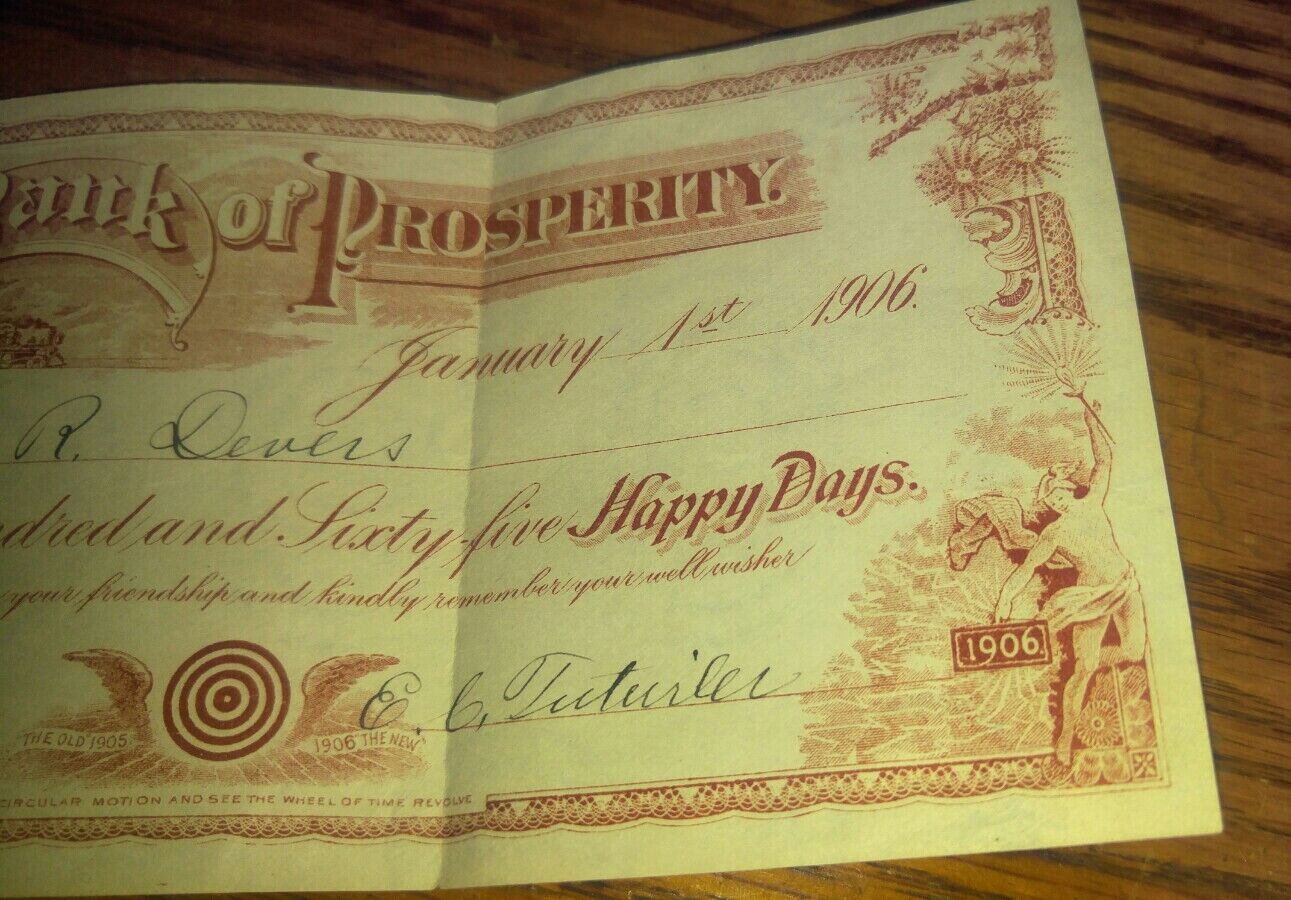 Bank of PROSPERITY.
January 1st 1906.
R. Devers
ndred and Sixty-five Happy Days.
your friendship and kindly remember your well wisher
1906.
E. C. Tutwiler
"THE OLD" 1905
1906 "THE NEW"
CIRCULAR MOTION AND SEE THE WHEEL OF TIME REVOLVE